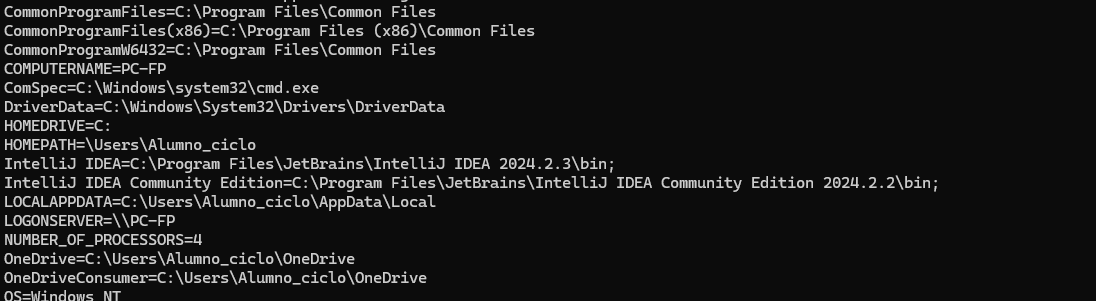 CommonProgramFiles=C:\Program Files\Common Files
CommonProgramFiles(x86)=C:\Program Files (x86)\Common Files
CommonProgramW6432=C:\Program Files\Common Files
COMPUTERNAME=PC-FP
ComSpec=C:\Windows\system32\cmd.exe
DriverData=C:\Windows\System32\Drivers\DriverData
HOMEDRIVE=C:
HOMEPATH=\Users\Alumno_ciclo
IntelliJ IDEA=C:\Program Files\JetBrains\IntelliJ IDEA 2024.2.3\bin;
IntelliJ IDEA Community Edition=C:\Program Files\JetBrains\IntelliJ IDEA Community Edition 2024.2.2\bin;
LOCALAPPDATA=C:\Users\Alumno_ciclo\AppData\Local
LOGONSERVER=\\PC-FP
NUMBER_OF_PROCESSORS=4
OneDrive=C:\Users\Alumno_ciclo\OneDrive
OneDriveConsumer=C:\Users\Alumno_ciclo\OneDrive
OS=Windows_NT